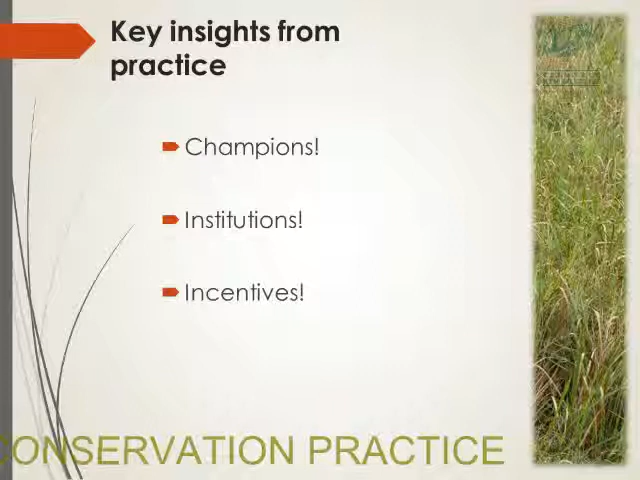 Key insights from
practice
Champions!
Institutions!
Incentives!
CONSERVATION PRACTICE